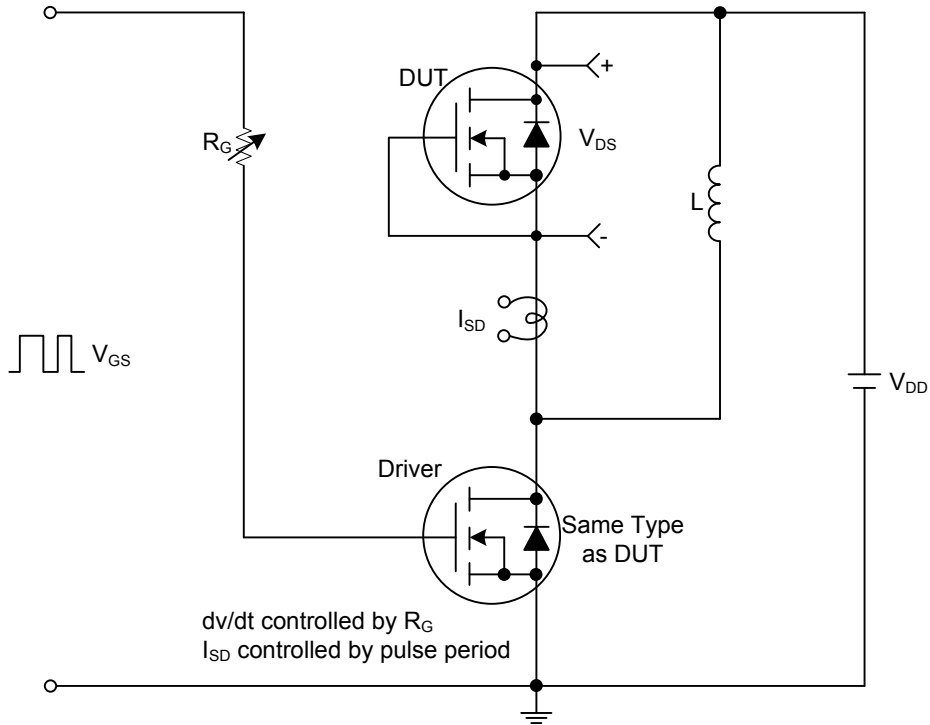 DUT
+
R_G
V_DS
L
-
I_SD
V_GS
V_DD
Driver
Same Type
as DUT
dv/dt controlled by R_G
I_SD controlled by pulse period